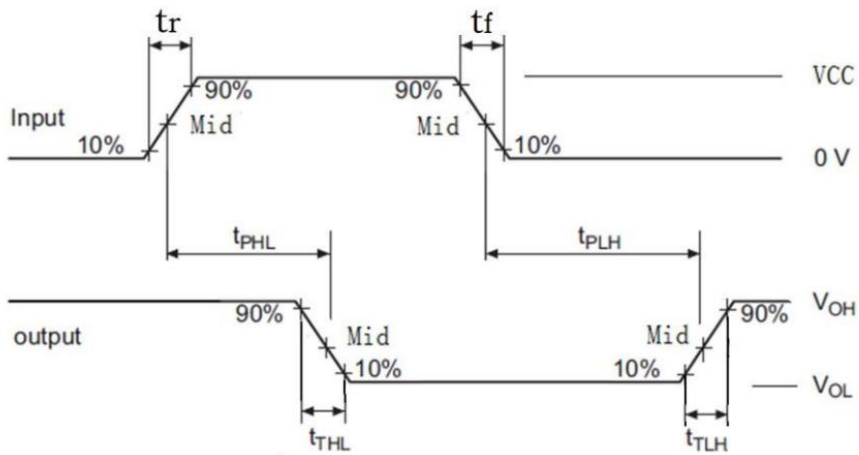 tr tf
90% 90% VCC
Input Mid Mid
10% 10% 0 V
tPHL tPLH
90% 90% VOH
output Mid Mid
10% 10% VOL
tTHL tTLH